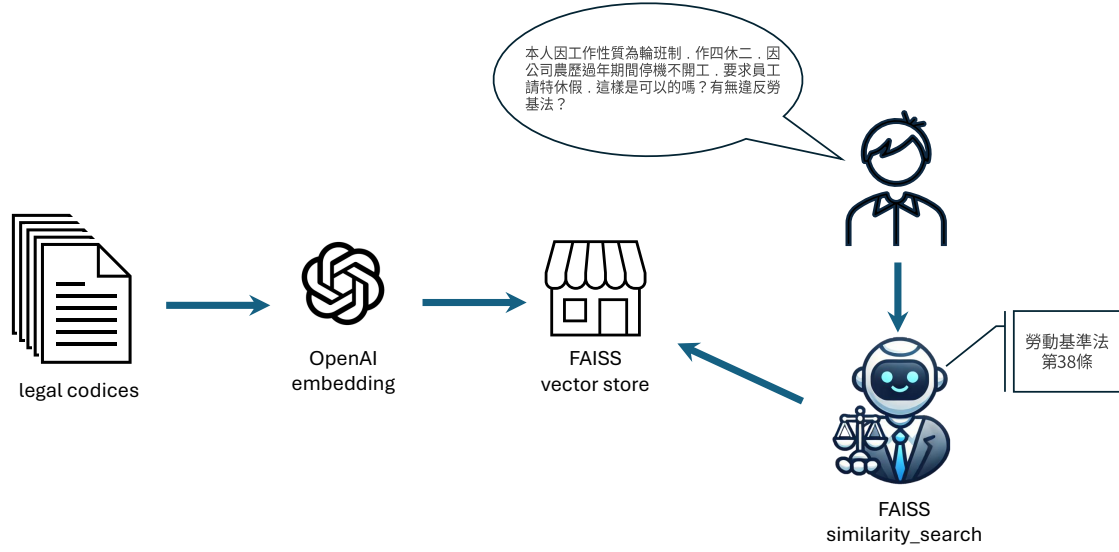 本人因工作性質為輪班制﹐作四休二﹐因
公司農歷過年期間停機不開工﹐要求員工
請特休假﹐這樣是可以的嗎？有無違反勞
基法？
legal codices
OpenAI
embedding
FAISS
vector store
勞動基準法
第38條
FAISS
similarity_search